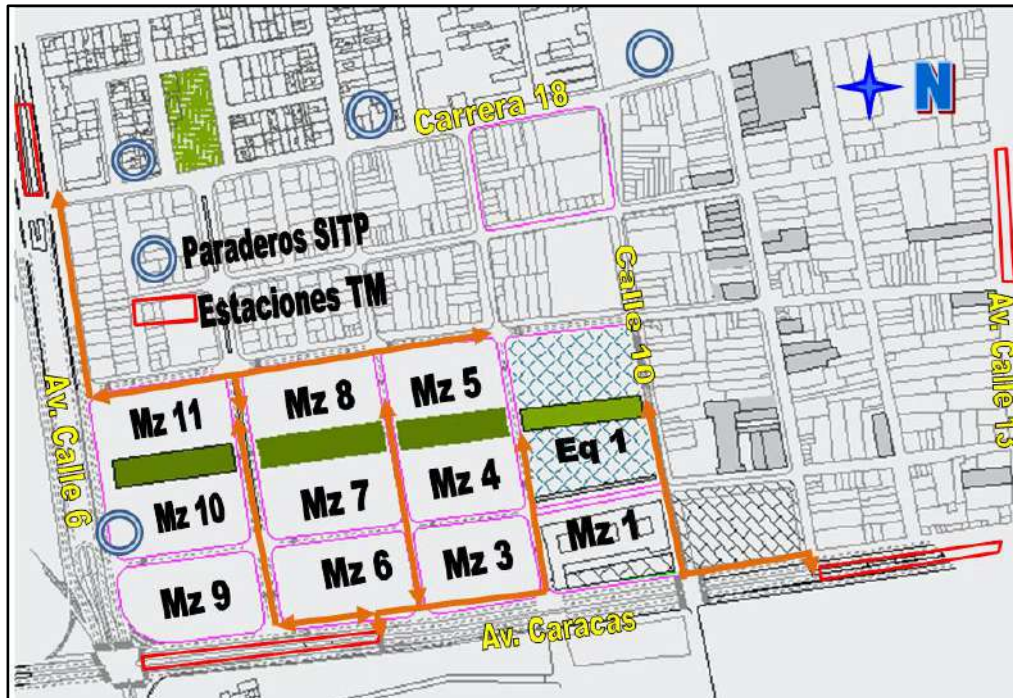 Carrera 18
N
Paraderos SITP
Estaciones TM
Calle 10
Av. Calle 13
Av. Calle 6
Mz 11
Mz 8
Mz 5
Mz 10
Mz 7
Mz 4
Eq 1
Mz 9
Mz 6
Mz 3
Mz 1
Av. Caracas